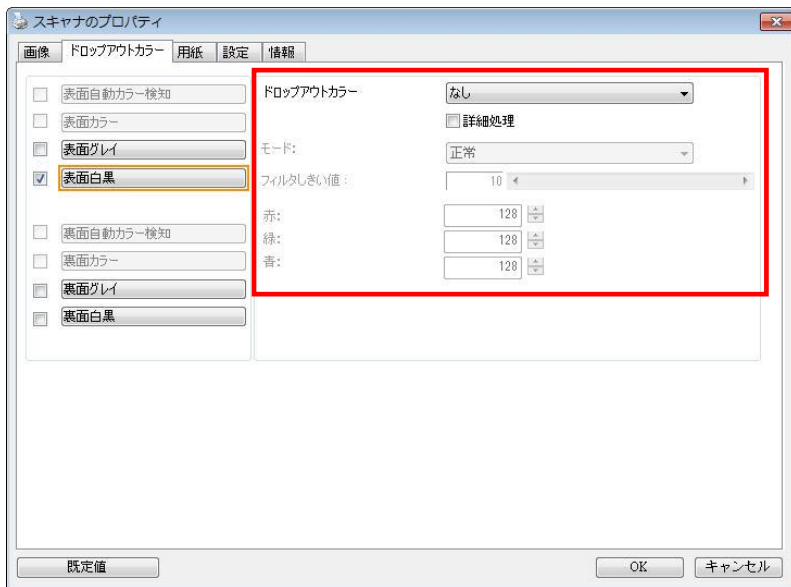 スキャナのプロパティ
画像 ドロップアウトカラー 用紙 設定 情報
表面自動カラー検知
表面カラー
表面グレイ
表面白黒
裏面自動カラー検知
裏面カラー
裏面グレイ
裏面白黒
ドロップアウトカラー なし
詳細処理
モード: 正常
フィルタしきい値: 10
赤: 128
緑: 128
青: 128
既定値 OK キャンセル